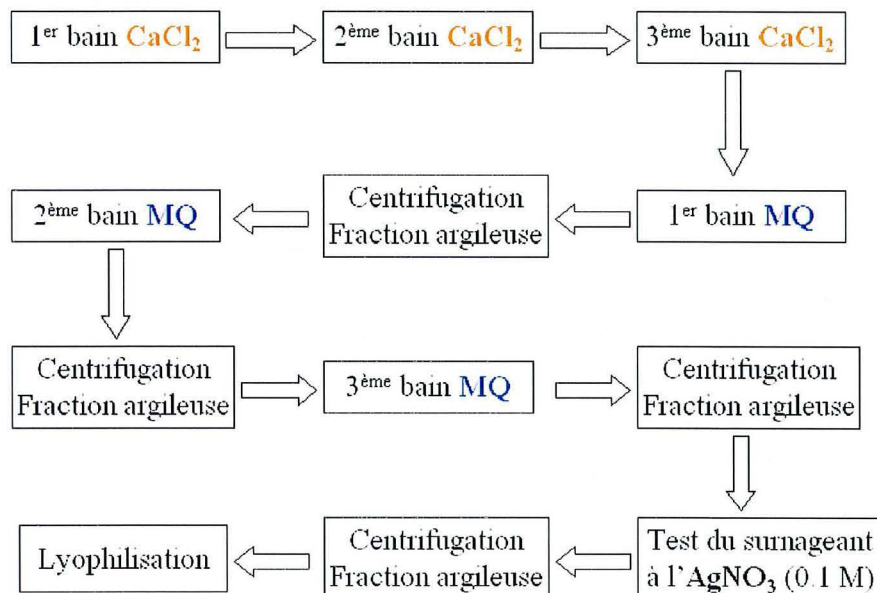 1er bain CaCl2
2ème bain CaCl2
3ème bain CaCl2
1er bain MQ
Centrifugation
Fraction argileuse
2ème bain MQ
Centrifugation
Fraction argileuse
3ème bain MQ
Centrifugation
Fraction argileuse
Test du surnageant
à l'AgNO3 (0.1 M)
Centrifugation
Fraction argileuse
Lyophilisation